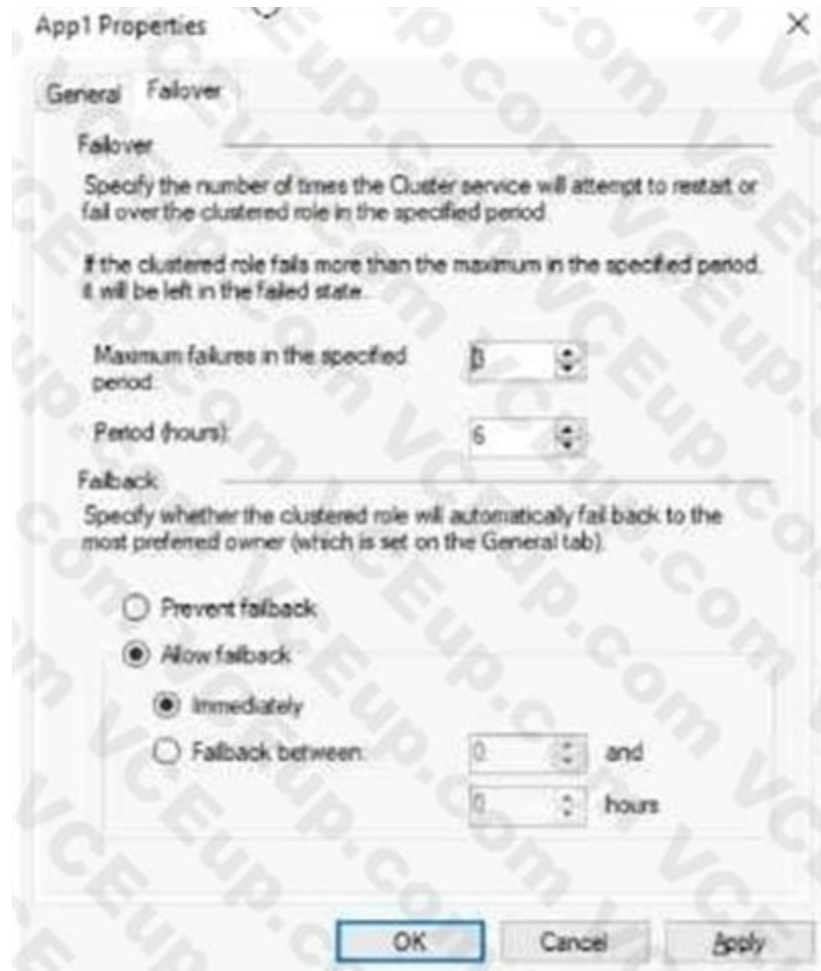 App1 Properties
General Failover
Failover
Specify the number of times the Cluster service will attempt to restart or
fail over the clustered role in the specified period.
If the clustered role fails more than the maximum in the specified period,
it will be left in the failed state.
Maximum failures in the specified
period:
Period (hours): 6
Failback
Specify whether the clustered role will automatically fail back to the
most preferred owner (which is set on the General tab).
Prevent failback
Allow failback
Immediately
Failback between: 0 and
0 hours
OK Cancel Apply
VCEup.com